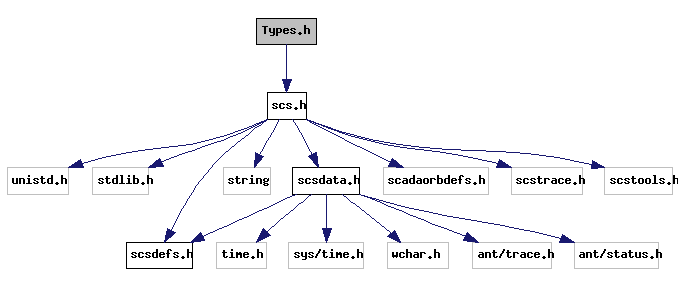 Types.h
scs.h
unistd.h
stdlib.h
string
scsdata.h
scadaorbdefs.h
scstrace.h
scstools.h
scsdefs.h
time.h
sys/time.h
wchar.h
ant/trace.h
ant/status.h